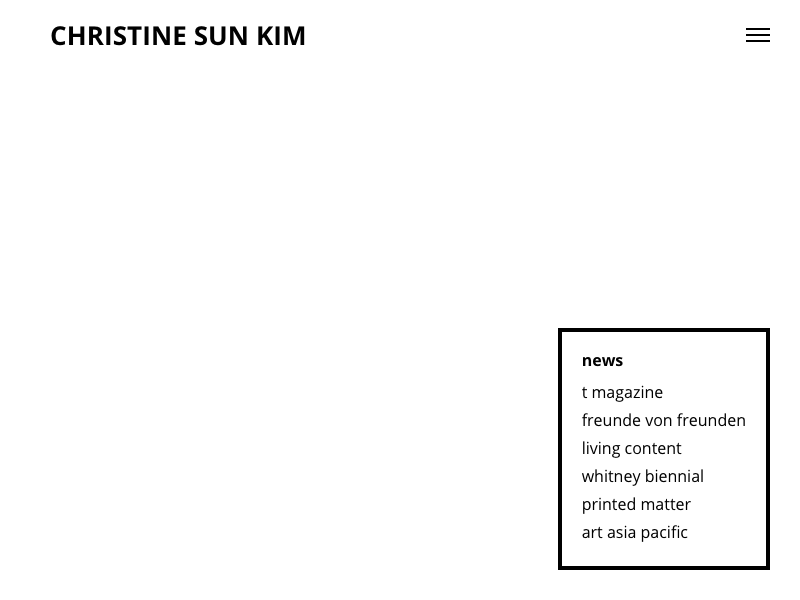 CHRISTINE SUN KIM
news
t magazine
freunde von freunden
living content
whitney biennial
printed matter
art asia pacific